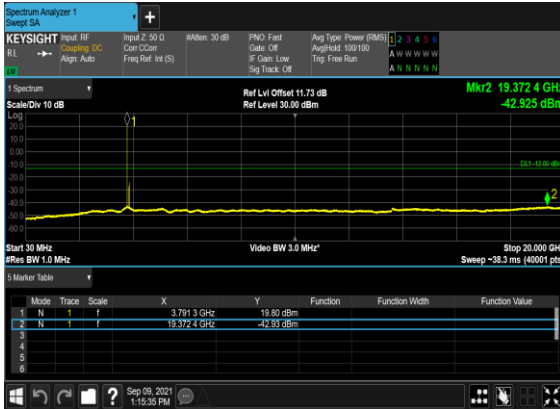 Spectrum Analyzer 1
Swept SA
+
KEYSIGHT Input: RF Input Z: 50 Ω #Atten: 30 dB PNO: Fast Avg Type: Power (RMS) 1 2 3 4 5 6
RL Coupling: DC Corr CCorr Gate: Off Avg|Hold: 100/100 A W W W W W
Align: Auto Freq Ref: Int (S) IF Gain: Low Trig: Free Run
Sig Track: Off A N N N N N
1 Spectrum Ref Lvl Offset 11.73 dB Mkr2 19.372 4 GHz
Scale/Div 10 dB Ref Level 30.00 dBm -42.925 dBm
Log
20.0 1
10.0
0.00
-10.0 DL1 -13.00 dBm
-20.0
-30.0
-40.0 2
-50.0
-60.0
Start 30 MHz Video BW 3.0 MHz* Stop 20.000 GHz
#Res BW 1.0 MHz Sweep ~38.3 ms (40001 pts)
5 Marker Table
Mode Trace Scale X Y Function Function Width Function Value
1 N 1 f 3.791 3 GHz 19.80 dBm
2 N 1 f 19.372 4 GHz -42.93 dBm
3
4
5
6
? Sep 09, 2021
1:15:35 PM